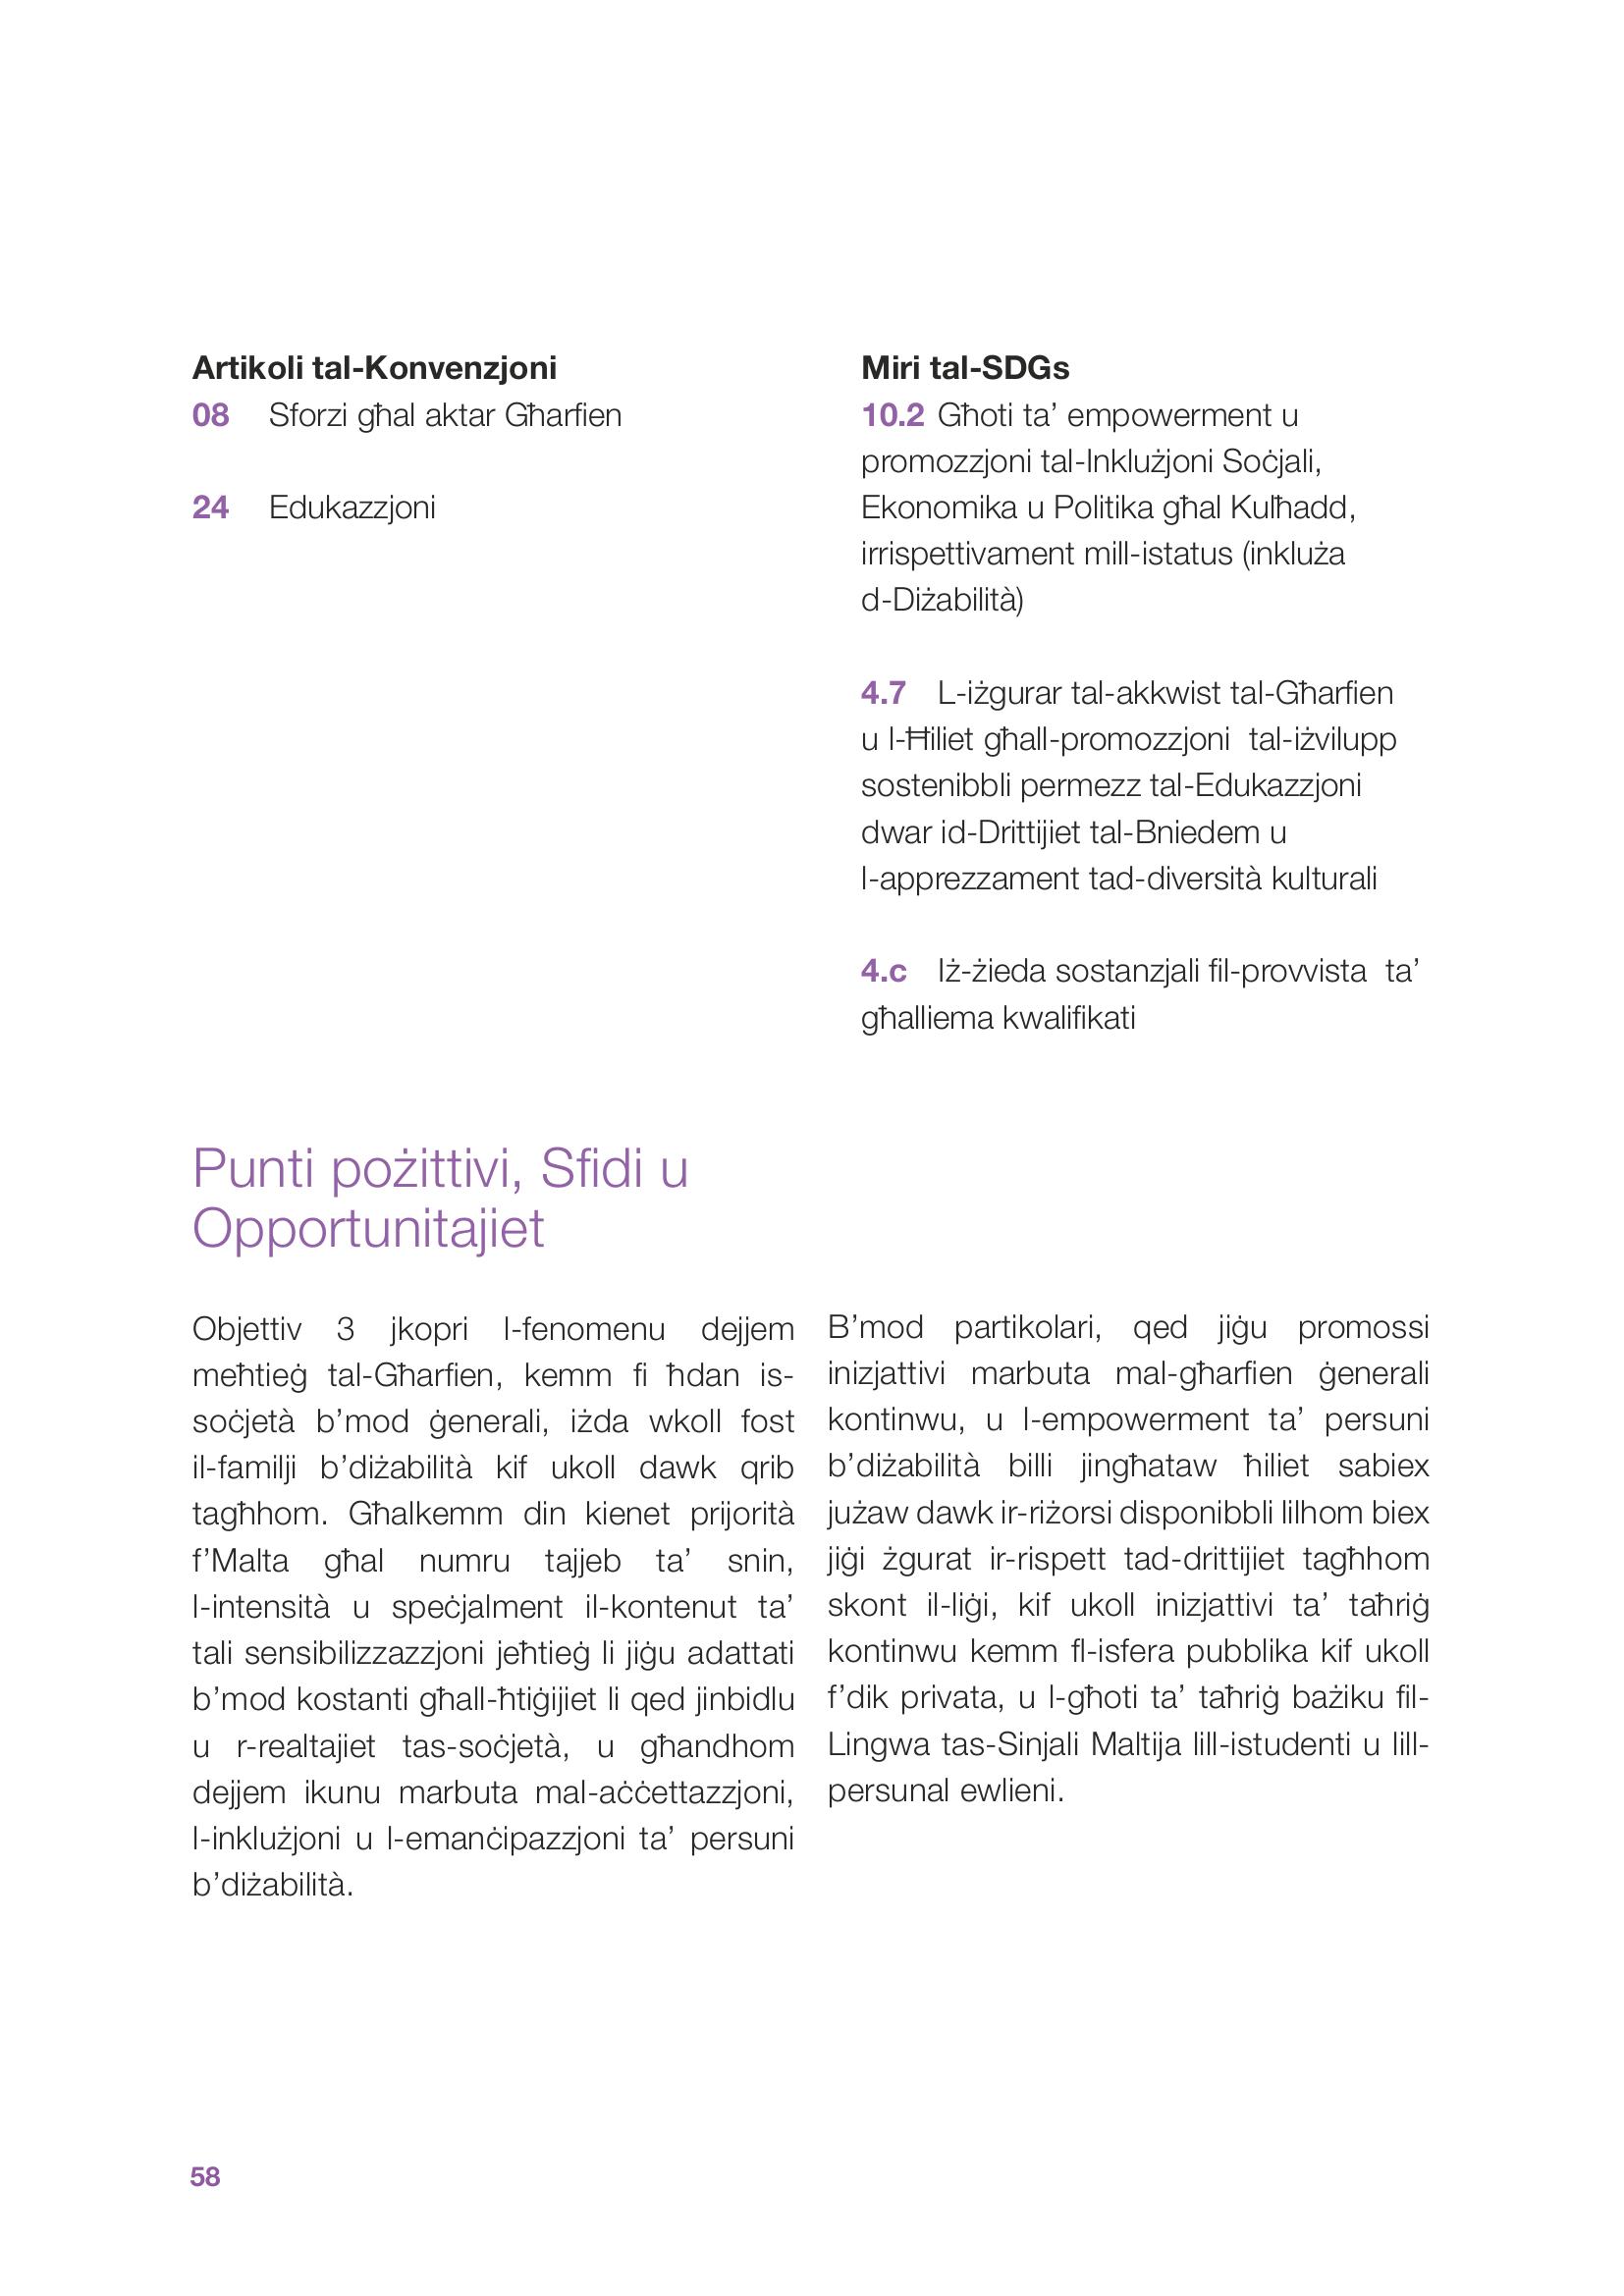 Artikoli tal-Konvenzjoni
08 Sforzi għal aktar Għarfien
24 Edukazzjoni
Miri tal-SDGs
10.2 Għoti ta’ empowerment u
promozzjoni tal-Inklużjoni Soċjali,
Ekonomika u Politika għal Kulħadd,
irrispettivament mill-istatus (inkluża
d-Diżabilità)
4.7 L-iżgurar tal-akkwist tal-Għarfien
u l-Ħiliet għall-promozzjoni tal-iżvilupp
sostenibbli permezz tal-Edukazzjoni
dwar id-Drittijiet tal-Bniedem u
l-apprezzament tad-diversità kulturali
4.c Iż-żieda sostanzjali fil-provvista ta’
għalliema kwalifikati
Punti pożittivi, Sfidi u
Opportunitajiet
Objettiv 3 jkopri l-fenomenu dejjem
meħtieġ tal-Għarfien, kemm fi ħdan is-
soċjetà b’mod ġenerali, iżda wkoll fost
il-familji b’diżabilità kif ukoll dawk qrib
tagħhom. Għalkemm din kienet prijorità
f’Malta għal numru tajjeb ta’ snin,
l-intensità u speċjalment il-kontenut ta’
tali sensibilizzazzjoni jeħtieġ li jiġu adattati
b’mod kostanti għall-ħtiġijiet li qed jinbidlu
u r-realtajiet tas-soċjetà, u għandhom
dejjem ikunu marbuta mal-aċċettazzjoni,
l-inklużjoni u l-emanċipazzjoni ta’ persuni
b’diżabilità.
B’mod partikolari, qed jiġu promossi
inizjattivi marbuta mal-għarfien ġenerali
kontinwu, u l-empowerment ta’ persuni
b’diżabilità billi jingħataw ħiliet sabiex
jużaw dawk ir-riżorsi disponibbli lilhom biex
jiġi żgurat ir-rispett tad-drittijiet tagħhom
skont il-liġi, kif ukoll inizjattivi ta’ taħriġ
kontinwu kemm fl-isfera pubblika kif ukoll
f’dik privata, u l-għoti ta’ taħriġ bażiku fil-
Lingwa tas-Sinjali Maltija lill-istudenti u lill-
persunal ewlieni.
58